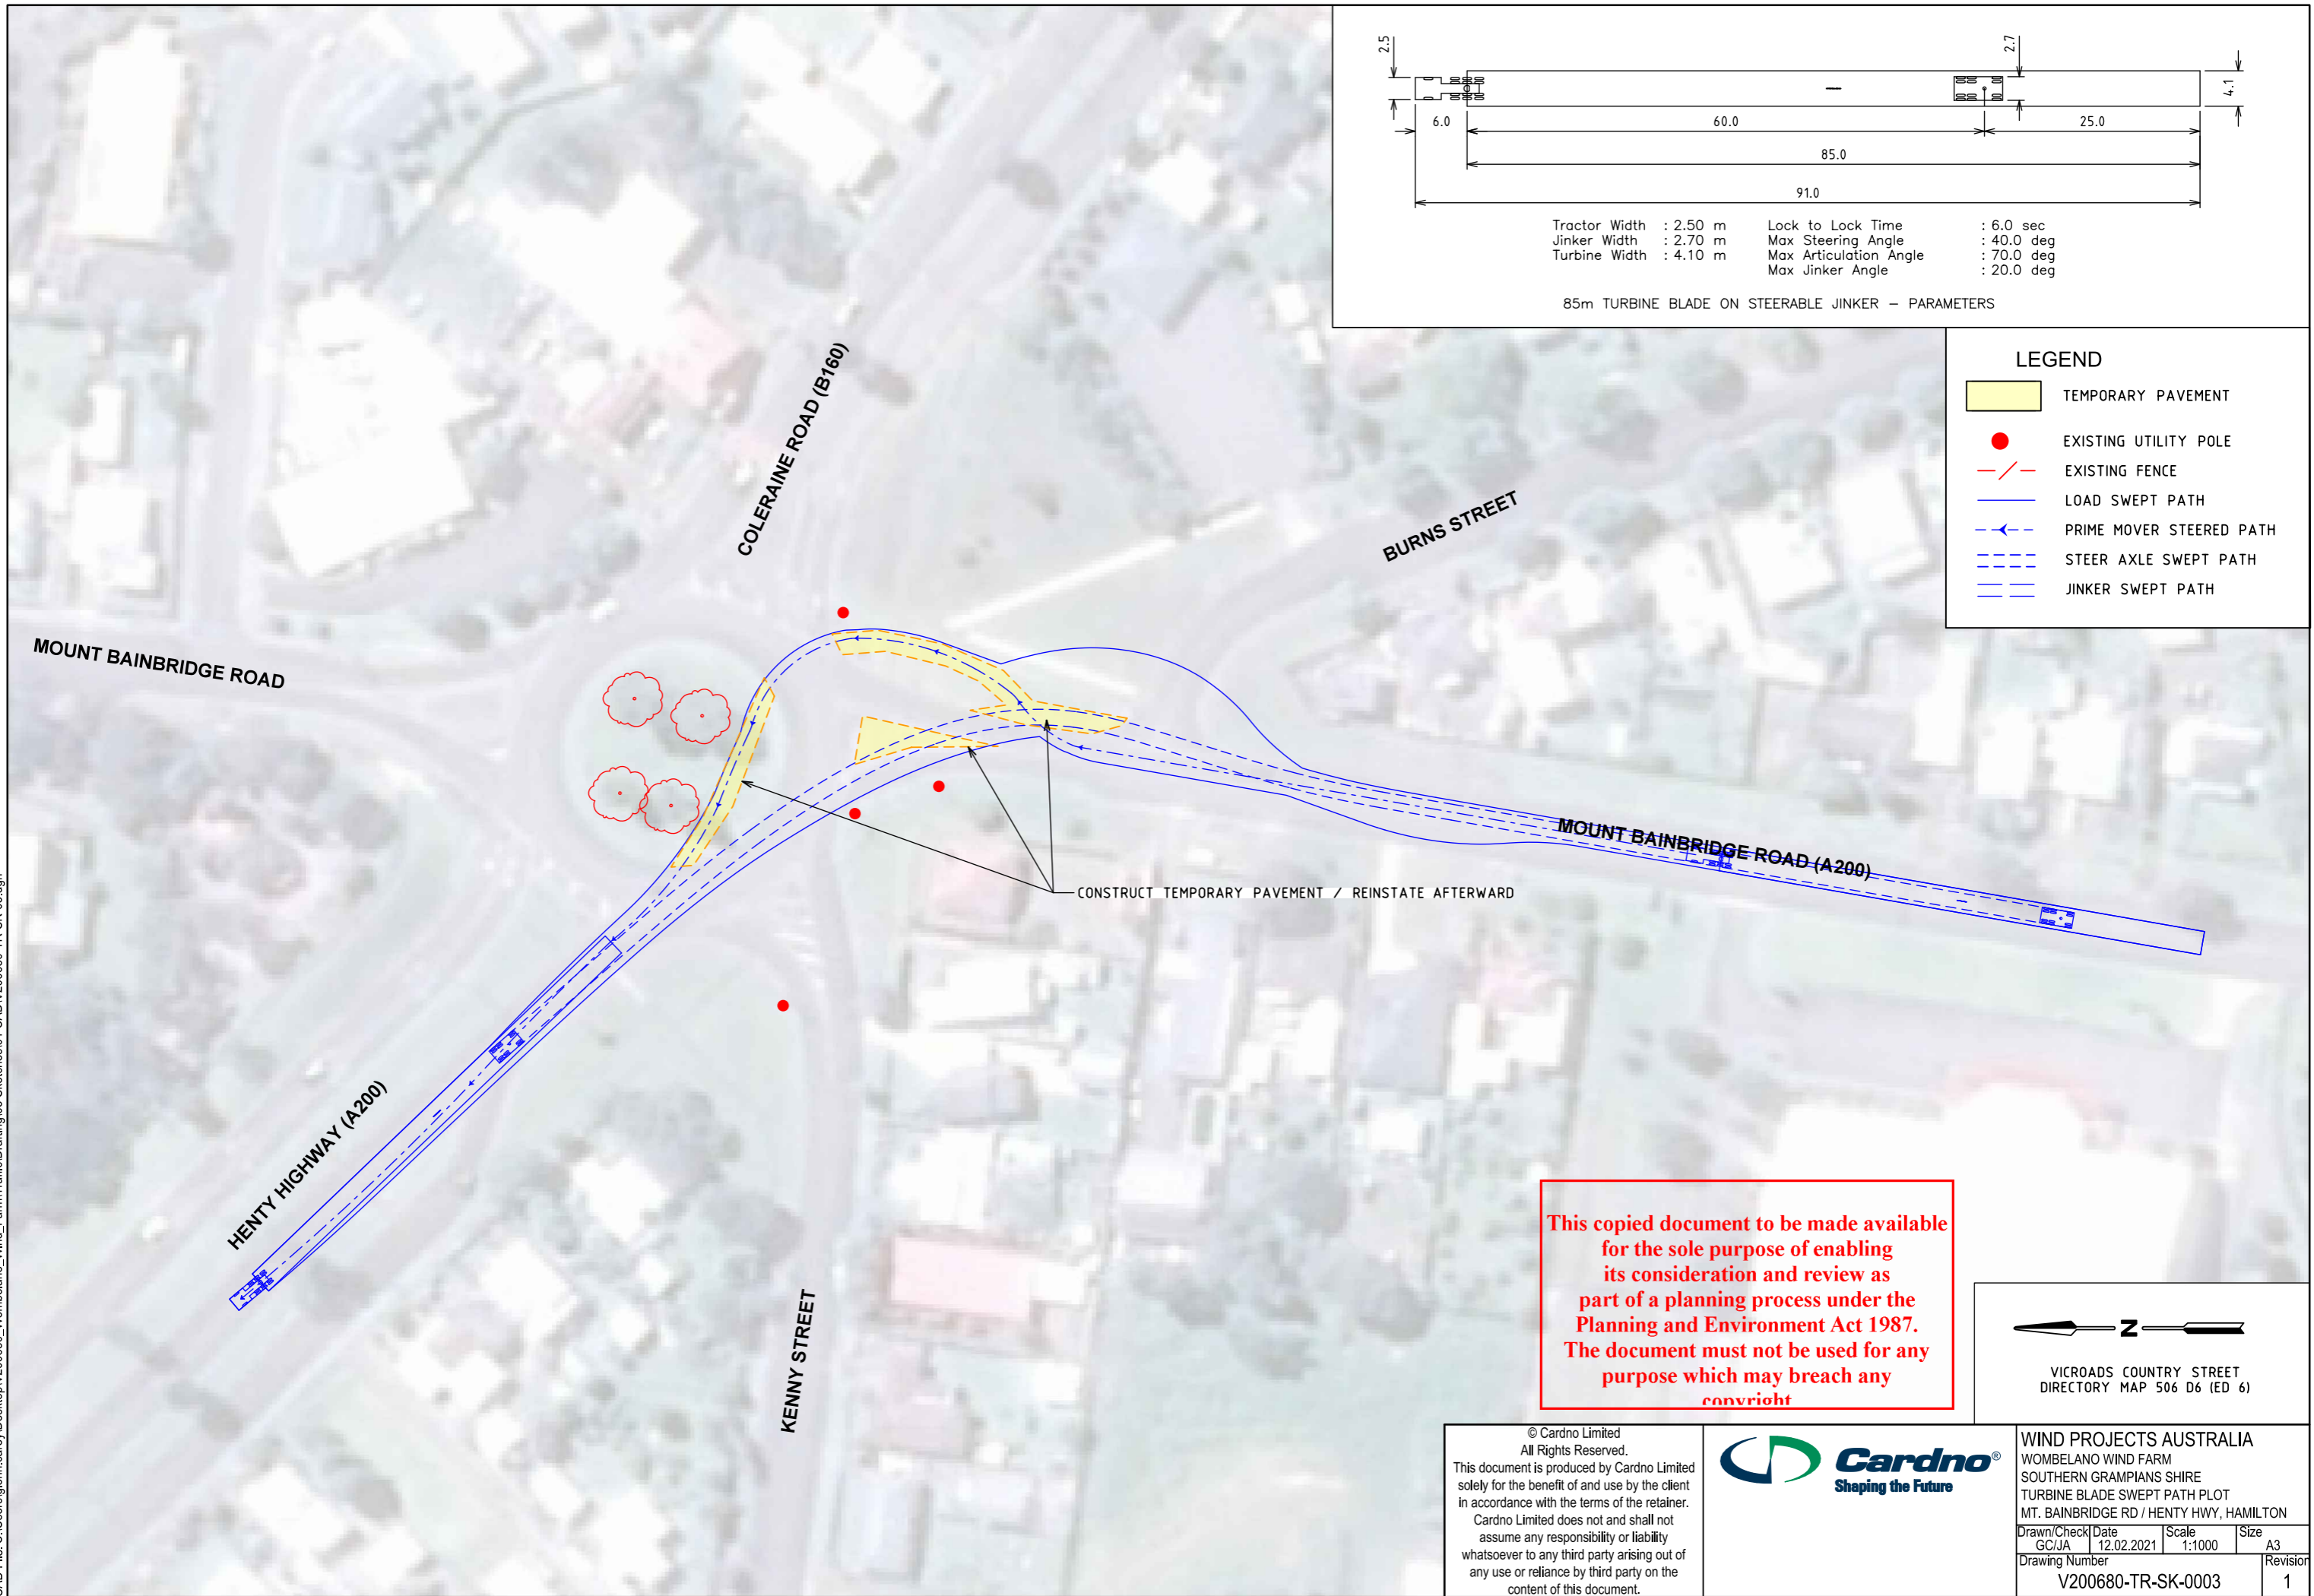 2.5
2.7
4.1
6.0
60.0
25.0
85.0
91.0
Tractor Width : 2.50 m
Jinker Width : 2.70 m
Turbine Width : 4.10 m
Lock to Lock Time : 6.0 sec
Max Steering Angle : 40.0 deg
Max Articulation Angle : 70.0 deg
Max Jinker Angle : 20.0 deg
85m TURBINE BLADE ON STEERABLE JINKER – PARAMETERS
LEGEND
TEMPORARY PAVEMENT
EXISTING UTILITY POLE
EXISTING FENCE
LOAD SWEPT PATH
PRIME MOVER STEERED PATH
STEER AXLE SWEPT PATH
JINKER SWEPT PATH
COLERAINE ROAD (B160)
BURNS STREET
MOUNT BAINBRIDGE ROAD
MOUNT BAINBRIDGE ROAD (A200)
CONSTRUCT TEMPORARY PAVEMENT / REINSTATE AFTERWARD
HENTY HIGHWAY (A200)
KENNY STREET
This copied document to be made available
for the sole purpose of enabling
its consideration and review as
part of a planning process under the
Planning and Environment Act 1987.
The document must not be used for any
purpose which may breach any
copyright
N
VICROADS COUNTRY STREET
DIRECTORY MAP 506 D6 (ED 6)
© Cardno Limited
All Rights Reserved.
This document is produced by Cardno Limited
solely for the benefit of and use by the client
in accordance with the terms of the retainer.
Cardno Limited does not and shall not
assume any responsibility or liability
whatsoever to any third party arising out of
any use or reliance by third party on the
content of this document.
Cardno®
Shaping the Future
WIND PROJECTS AUSTRALIA
WOMBELANO WIND FARM
SOUTHERN GRAMPIANS SHIRE
TURBINE BLADE SWEPT PATH PLOT
MT. BAINBRIDGE RD / HENTY HWY, HAMILTON
Drawn/Check Date Scale Size
GC/JA 12.02.2021 1:1000 A3
Drawing Number Revision
V200680-TR-SK-0003 1